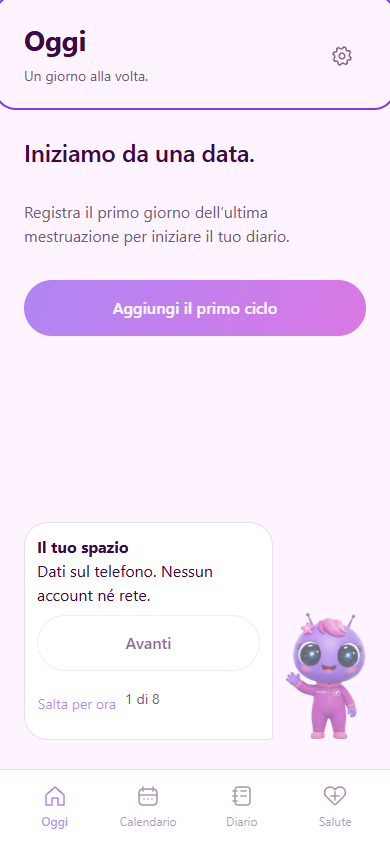 Oggi
Un giorno alla volta.
Iniziamo da una data.
Registra il primo giorno dell'ultima
mestruazione per iniziare il tuo diario.
Aggiungi il primo ciclo
Il tuo spazio
Dati sul telefono. Nessun
account né rete.
Avanti
Salta per ora 1 di 8
Oggi Calendario Diario Salute